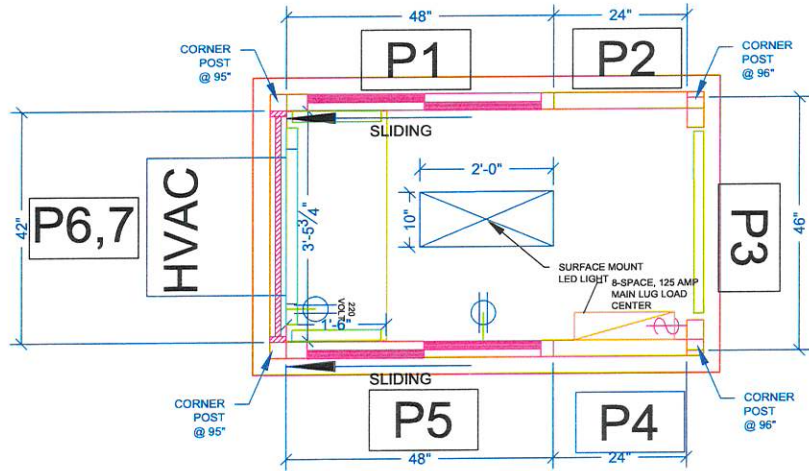 48"
24"
CORNER
POST
@ 95"
P1
P2
CORNER
POST
@ 96"
SLIDING
2'-0"
10"
42"
P6,7
HVAC
3'-5 3/4"
P3
46"
SURFACE MOUNT
LED LIGHT
8-SPACE, 125 AMP
MAIN LUG LOAD
CENTER
220
VOLT
1'-6"
SLIDING
CORNER
POST
@ 95"
P5
P4
CORNER
POST
@ 96"
48"
24"